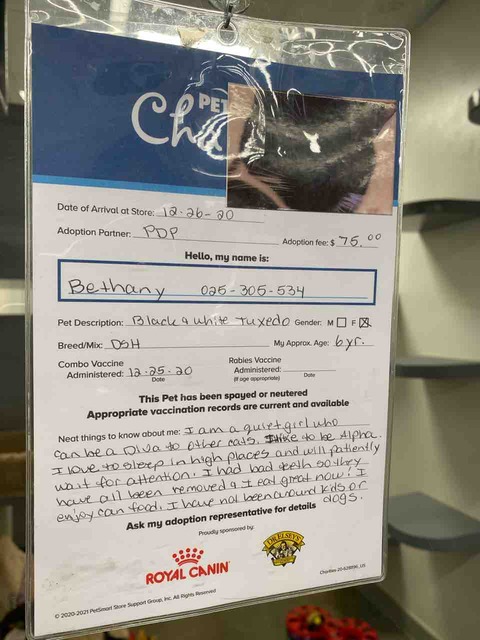 PET
Cha
Date of Arrival at Store: 12-26-20
Adoption Partner: PDP Adoption fee: $ 75.00
Hello, my name is:
Bethany 025-305-534
Pet Description: Black & white Tuxedo Gender: M F
Breed/Mix: DSH My Approx. Age: 6 yr.
Combo Vaccine Rabies Vaccine
Administered: 12-25-20 Administered:
Date (If age appropriate) Date
This Pet has been spayed or neutered
Appropriate vaccination records are current and available
Neat things to know about me: I am a quiet girl who
can be a Diva to other cats. I like to be Alpha.
I love to sleep in high places and will patiently
wait for attention. I had bad teeth so they
have all been removed & I eat great now! I
enjoy can food. I have not been around kids or
dogs.
Ask my adoption representative for details
Proudly sponsored by:
ROYAL CANIN
DR. ELSEY'S
© 2020-2021 PetSmart Store Support Group, Inc. All Rights Reserved